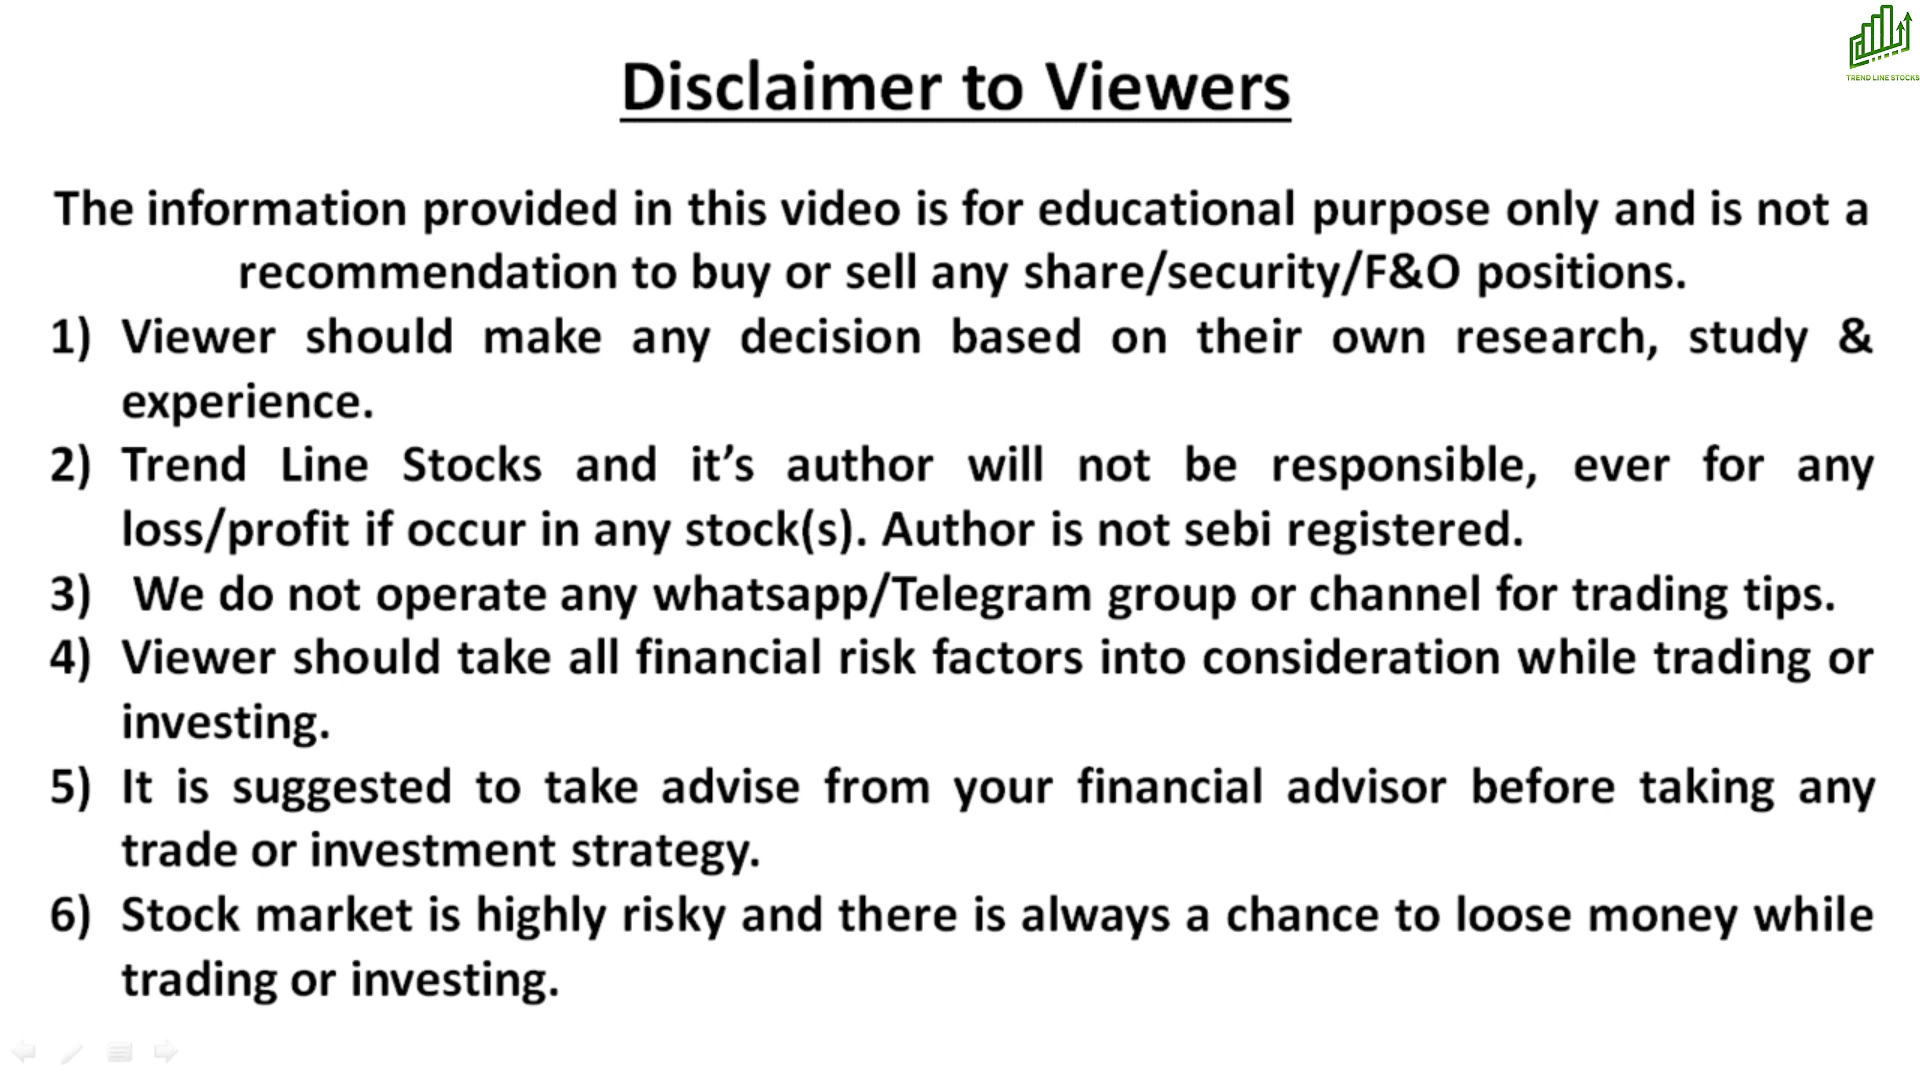 TREND LINE STOCKS
Disclaimer to Viewers
The information provided in this video is for educational purpose only and is not a
recommendation to buy or sell any share/security/F&O positions.
1) Viewer should make any decision based on their own research, study &
experience.
2) Trend Line Stocks and it’s author will not be responsible, ever for any
loss/profit if occur in any stock(s). Author is not sebi registered.
3) We do not operate any whatsapp/Telegram group or channel for trading tips.
4) Viewer should take all financial risk factors into consideration while trading or
investing.
5) It is suggested to take advise from your financial advisor before taking any
trade or investment strategy.
6) Stock market is highly risky and there is always a chance to loose money while
trading or investing.